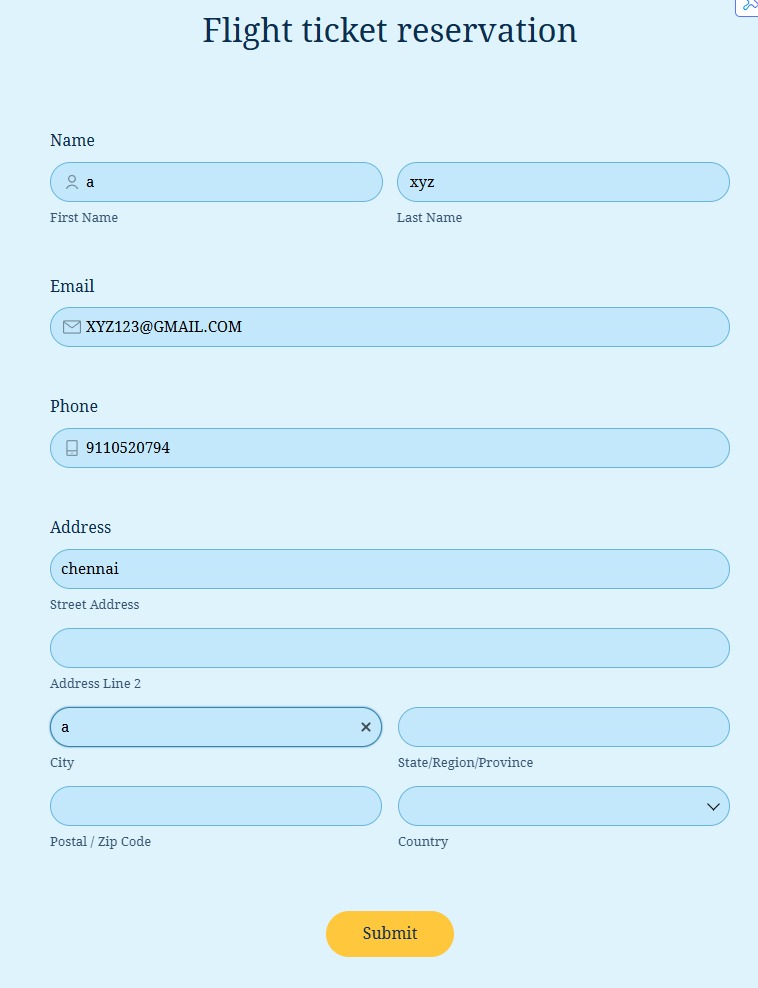 Flight ticket reservation
Name
a xyz
First Name Last Name
Email
XYZ123@GMAIL.COM
Phone
9110520794
Address
chennai
Street Address
Address Line 2
a
City State/Region/Province
Postal / Zip Code Country
Submit